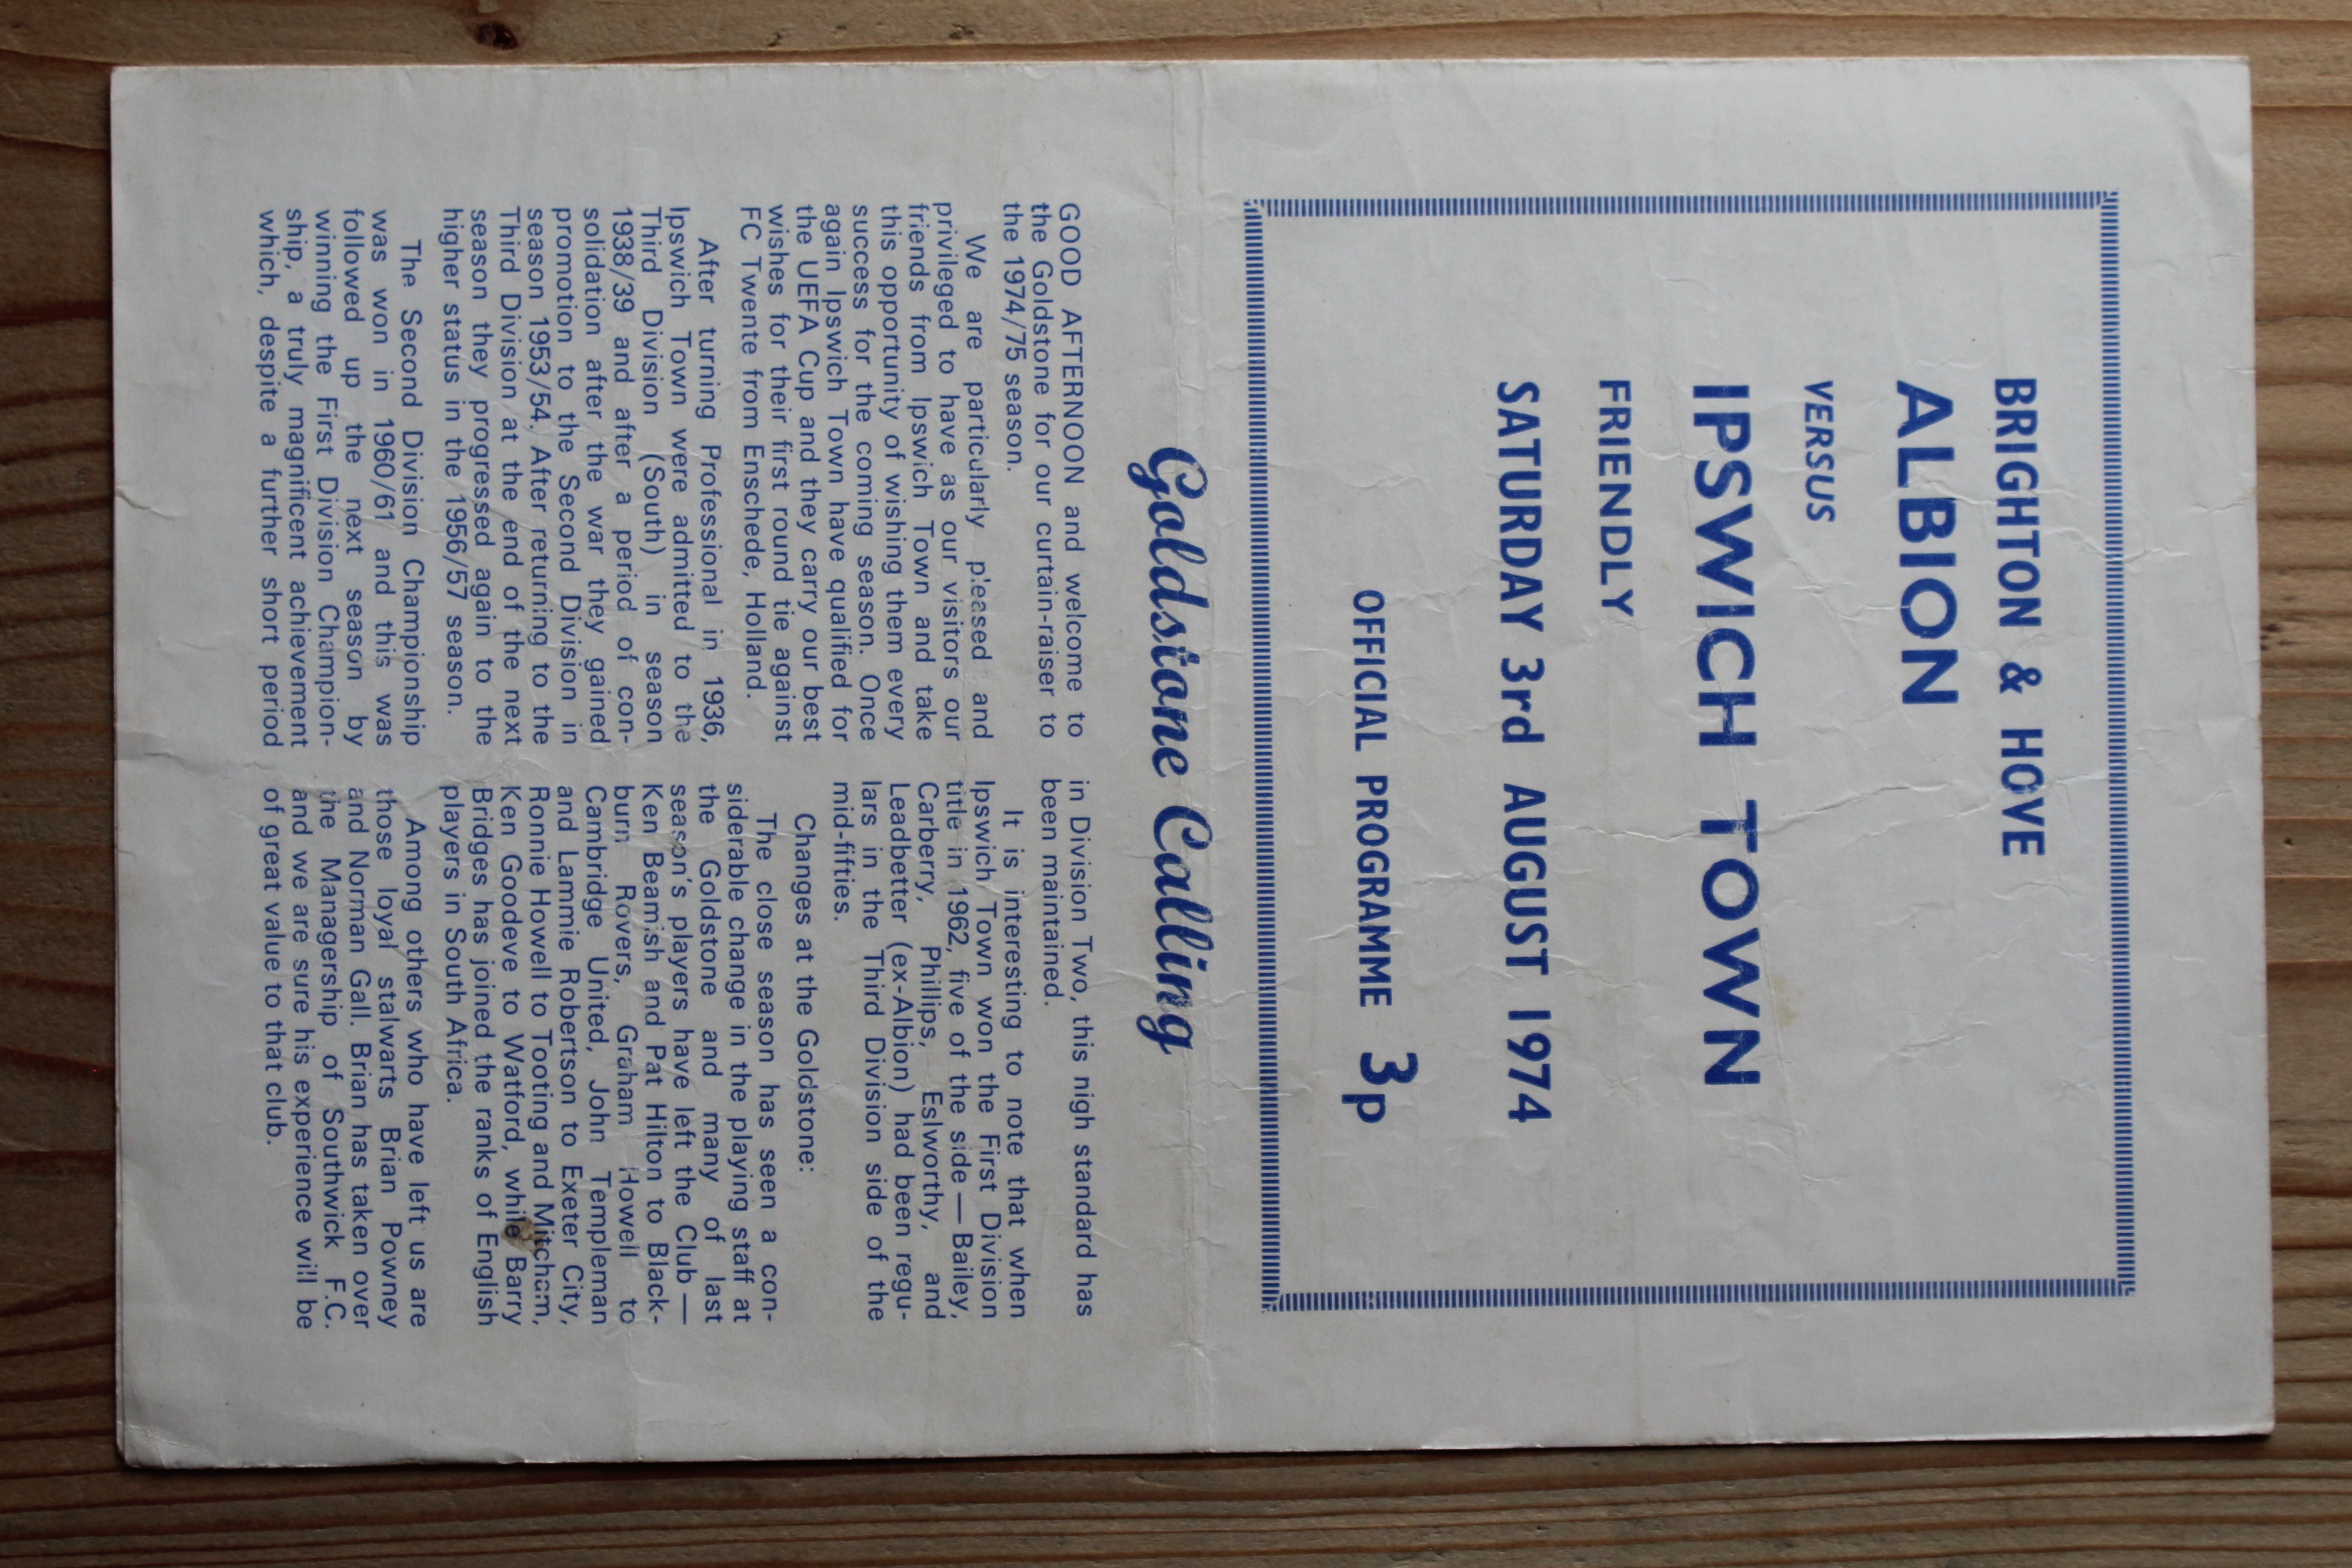 BRIGHTON & HOVE
ALBION
VERSUS
IPSWICH TOWN
FRIENDLY
SATURDAY 3rd AUGUST 1974
OFFICIAL PROGRAMME 3p
Goldstone Calling
GOOD AFTERNOON and welcome to
the Goldstone for our curtain-raiser to
the 1974/75 season.
We are particularly pleased and
privileged to have as our visitors our
friends from Ipswich Town and take
this opportunity of wishing them every
success for the coming season. Once
again Ipswich Town have qualified for
the UEFA Cup and they carry our best
wishes for their first round tie against
FC Twente from Enschede, Holland.
After turning Professional in 1936,
Ipswich Town were admitted to the
Third Division (South) in season
1938/39 and after a period of con-
solidation after the war they gained
promotion to the Second Division in
season 1953/54. After returning to the
Third Division at the end of the next
season they progressed again to the
higher status in the 1956/57 season.
The Second Division Championship
was won in 1960/61 and this was
followed up the next season by
winning the First Division Champion-
ship, a truly magnificent achievement
which, despite a further short period
in Division Two, this nigh standard has
been maintained.
It is interesting to note that when
Ipswich Town won the First Division
title in 1962, five of the side — Bailey,
Carberry, Phillips, Eslworthy, and
Leadbetter (ex-Albion) had been regu-
lars in the Third Division side of the
mid-fifties.
Changes at the Goldstone:
The close season has seen a con-
siderable change in the playing staff at
the Goldstone and many of last
season's players have left the Club —
Ken Beamish and Pat Hilton to Black-
burn Rovers, Graham Howell to
Cambridge United, John Templeman
and Lammie Robertson to Exeter City,
Ronnie Howell to Tooting and Mitcham,
Ken Goodeve to Watford, while Barry
Bridges has joined the ranks of English
players in South Africa.
Among others who have left us are
those loyal stalwarts Brian Powney
and Norman Gall. Brian has taken over
the Managership of Southwick F.C.
and we are sure his experience will be
of great value to that club.